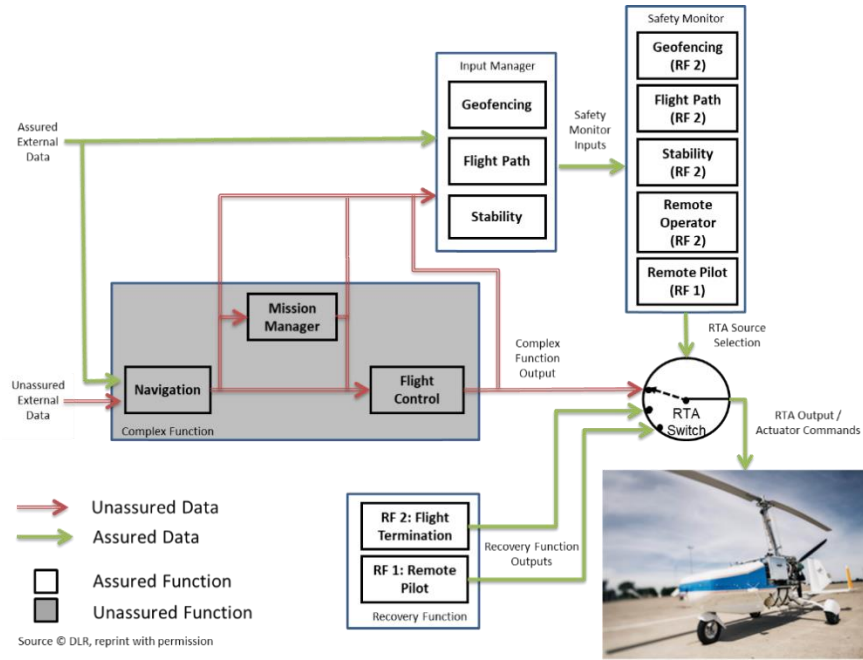 Safety Monitor
Geofencing
(RF 2)
Flight Path
(RF 2)
Stability
(RF 2)
Remote
Operator
(RF 2)
Remote Pilot
(RF 1)
Input Manager
Geofencing
Flight Path
Stability
Assured
External
Data
Safety
Monitor
Inputs
Mission
Manager
Navigation
Flight
Control
Complex Function
Unassured
External
Data
Complex
Function
Output
RTA Source
Selection
RTA
Switch
RTA Output /
Actuator Commands
RF 2: Flight
Termination
RF 1: Remote
Pilot
Recovery Function
Recovery Function
Outputs
Unassured Data
Assured Data
Assured Function
Unassured Function
Source © DLR, reprint with permission